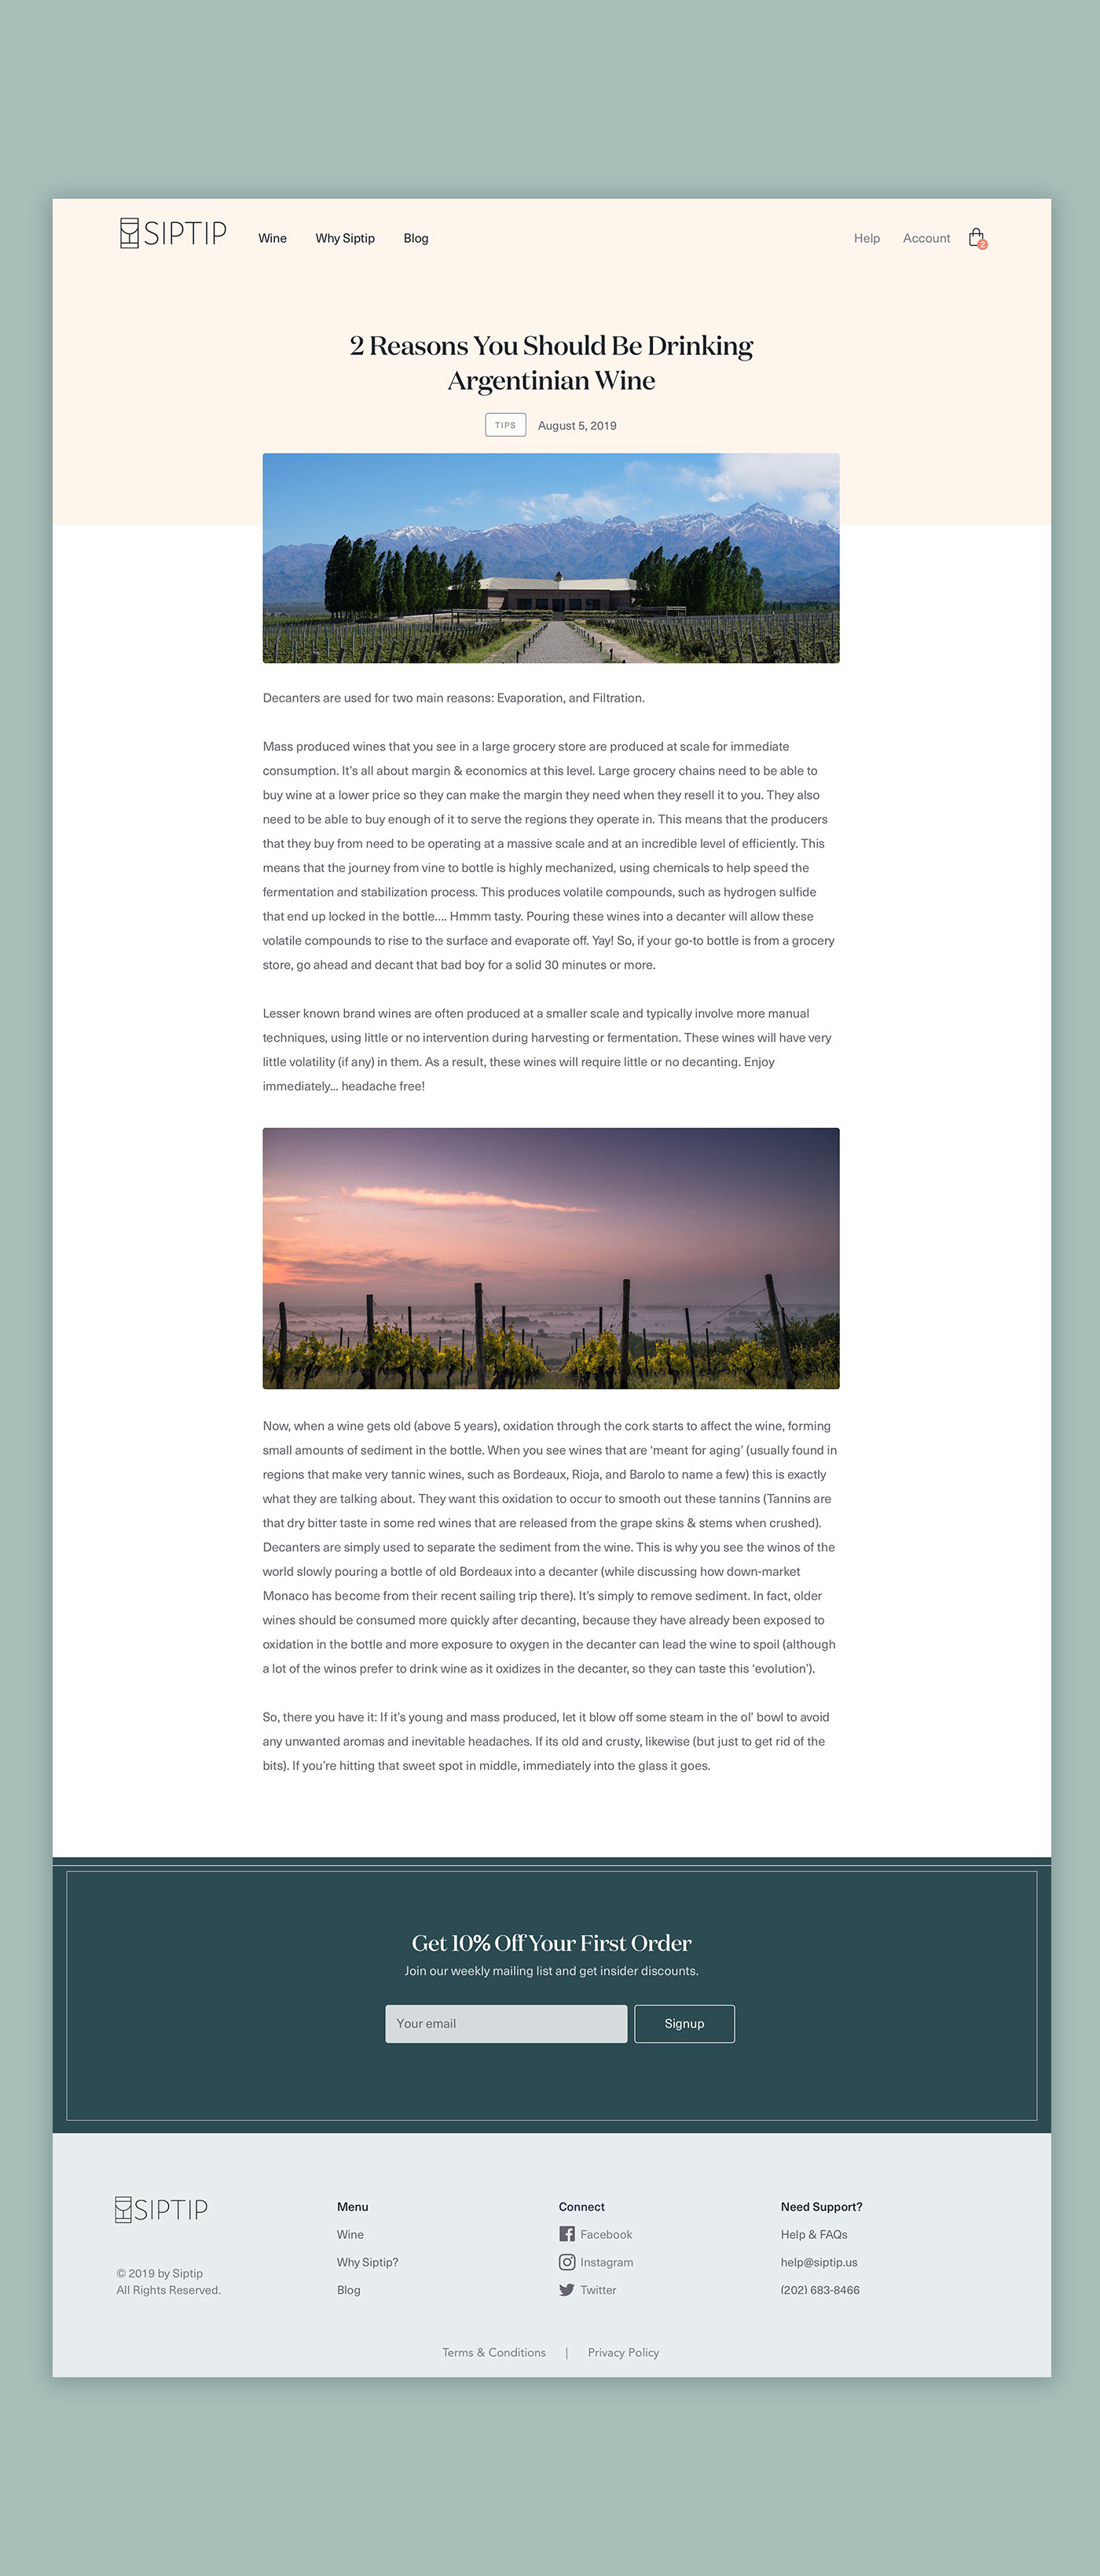 SIPTIP
Wine
Why Siptip
Blog
Help
Account
2
2 Reasons You Should Be Drinking
Argentinian Wine
TIPS
August 5, 2019
Decanters are used for two main reasons: Evaporation, and Filtration.
Mass produced wines that you see in a large grocery store are produced at scale for immediate
consumption. It’s all about margin & economics at this level. Large grocery chains need to be able to
buy wine at a lower price so they can make the margin they need when they resell it to you. They also
need to be able to buy enough of it to serve the regions they operate in. This means that the producers
that they buy from need to be operating at a massive scale and at an incredible level of efficiently. This
means that the journey from vine to bottle is highly mechanized, using chemicals to help speed the
fermentation and stabilization process. This produces volatile compounds, such as hydrogen sulfide
that end up locked in the bottle.... Hmmm tasty. Pouring these wines into a decanter will allow these
volatile compounds to rise to the surface and evaporate off. Yay! So, if your go-to bottle is from a grocery
store, go ahead and decant that bad boy for a solid 30 minutes or more.
Lesser known brand wines are often produced at a smaller scale and typically involve more manual
techniques, using little or no intervention during harvesting or fermentation. These wines will have very
little volatility (if any) in them. As a result, these wines will require little or no decanting. Enjoy
immediately... headache free!
Now, when a wine gets old (above 5 years), oxidation through the cork starts to affect the wine, forming
small amounts of sediment in the bottle. When you see wines that are ‘meant for aging’ (usually found in
regions that make very tannic wines, such as Bordeaux, Rioja, and Barolo to name a few) this is exactly
what they are talking about. They want this oxidation to occur to smooth out these tannins (Tannins are
that dry bitter taste in some red wines that are released from the grape skins & stems when crushed).
Decanters are simply used to separate the sediment from the wine. This is why you see the winos of the
world slowly pouring a bottle of old Bordeaux into a decanter (while discussing how down-market
Monaco has become from their recent sailing trip there). It’s simply to remove sediment. In fact, older
wines should be consumed more quickly after decanting, because they have already been exposed to
oxidation in the bottle and more exposure to oxygen in the decanter can lead the wine to spoil (although
a lot of the winos prefer to drink wine as it oxidizes in the decanter, so they can taste this ‘evolution’).
So, there you have it: If it’s young and mass produced, let it blow off some steam in the ol’ bowl to avoid
any unwanted aromas and inevitable headaches. If its old and crusty, likewise (but just to get rid of the
bits). If you’re hitting that sweet spot in middle, immediately into the glass it goes.
Get 10% Off Your First Order
Join our weekly mailing list and get insider discounts.
Your email
Signup
SIPTIP
© 2019 by Siptip
All Rights Reserved.
Menu
Wine
Why Siptip?
Blog
Connect
Facebook
Instagram
Twitter
Need Support?
Help & FAQs
help@siptip.us
(202) 683-8466
Terms & Conditions | Privacy Policy